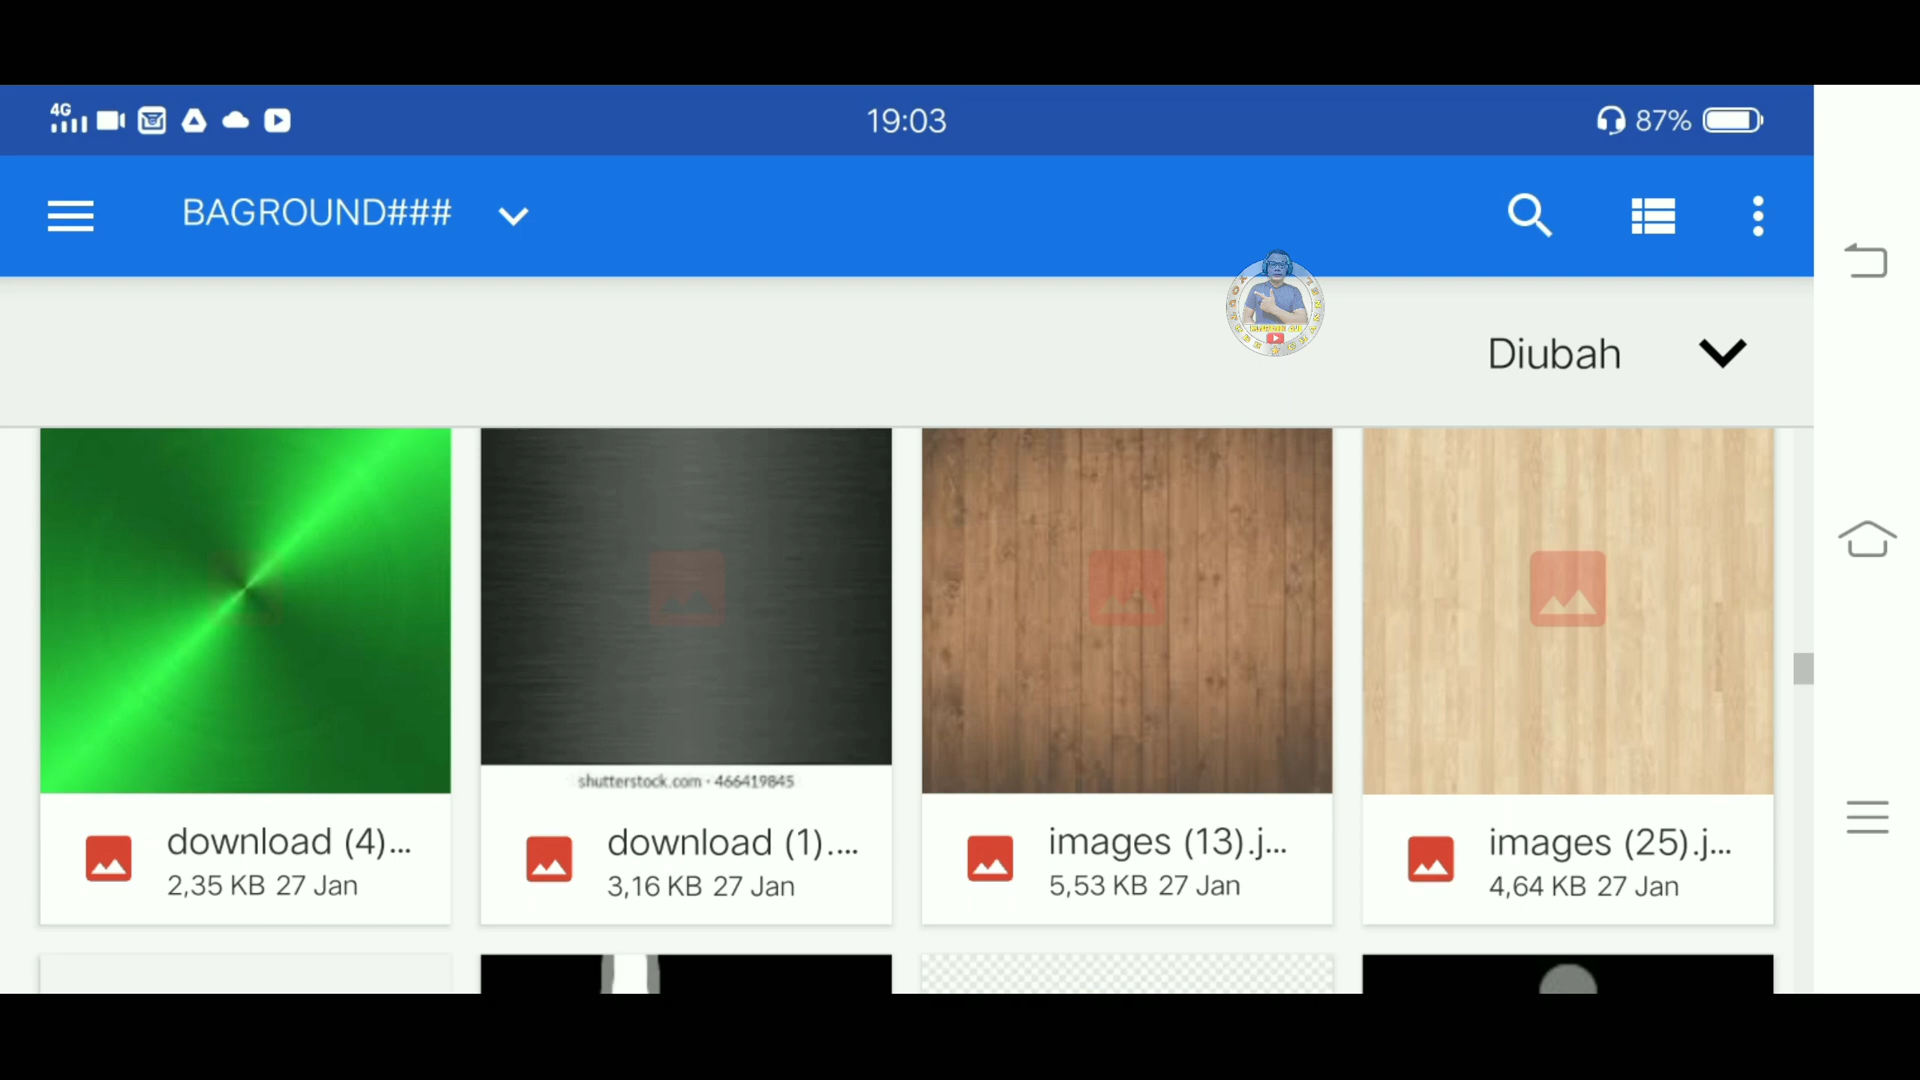 4G 19:03 87%
BAGROUND###
Diubah
shutterstock.com · 466419845
download (4)... download (1).... images (13).j... images (25).j...
2,35 KB 27 Jan 3,16 KB 27 Jan 5,53 KB 27 Jan 4,64 KB 27 Jan